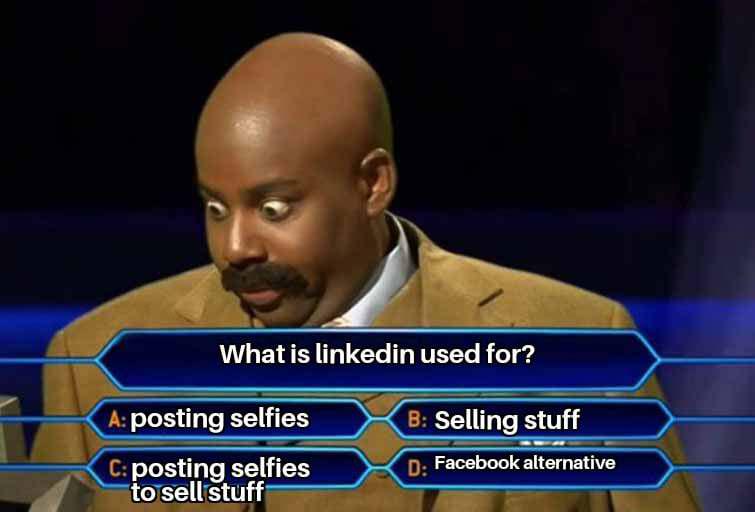 What is linkedin used for?
A: posting selfies
B: Selling stuff
C: posting selfies
to sell stuff
D: Facebook alternative